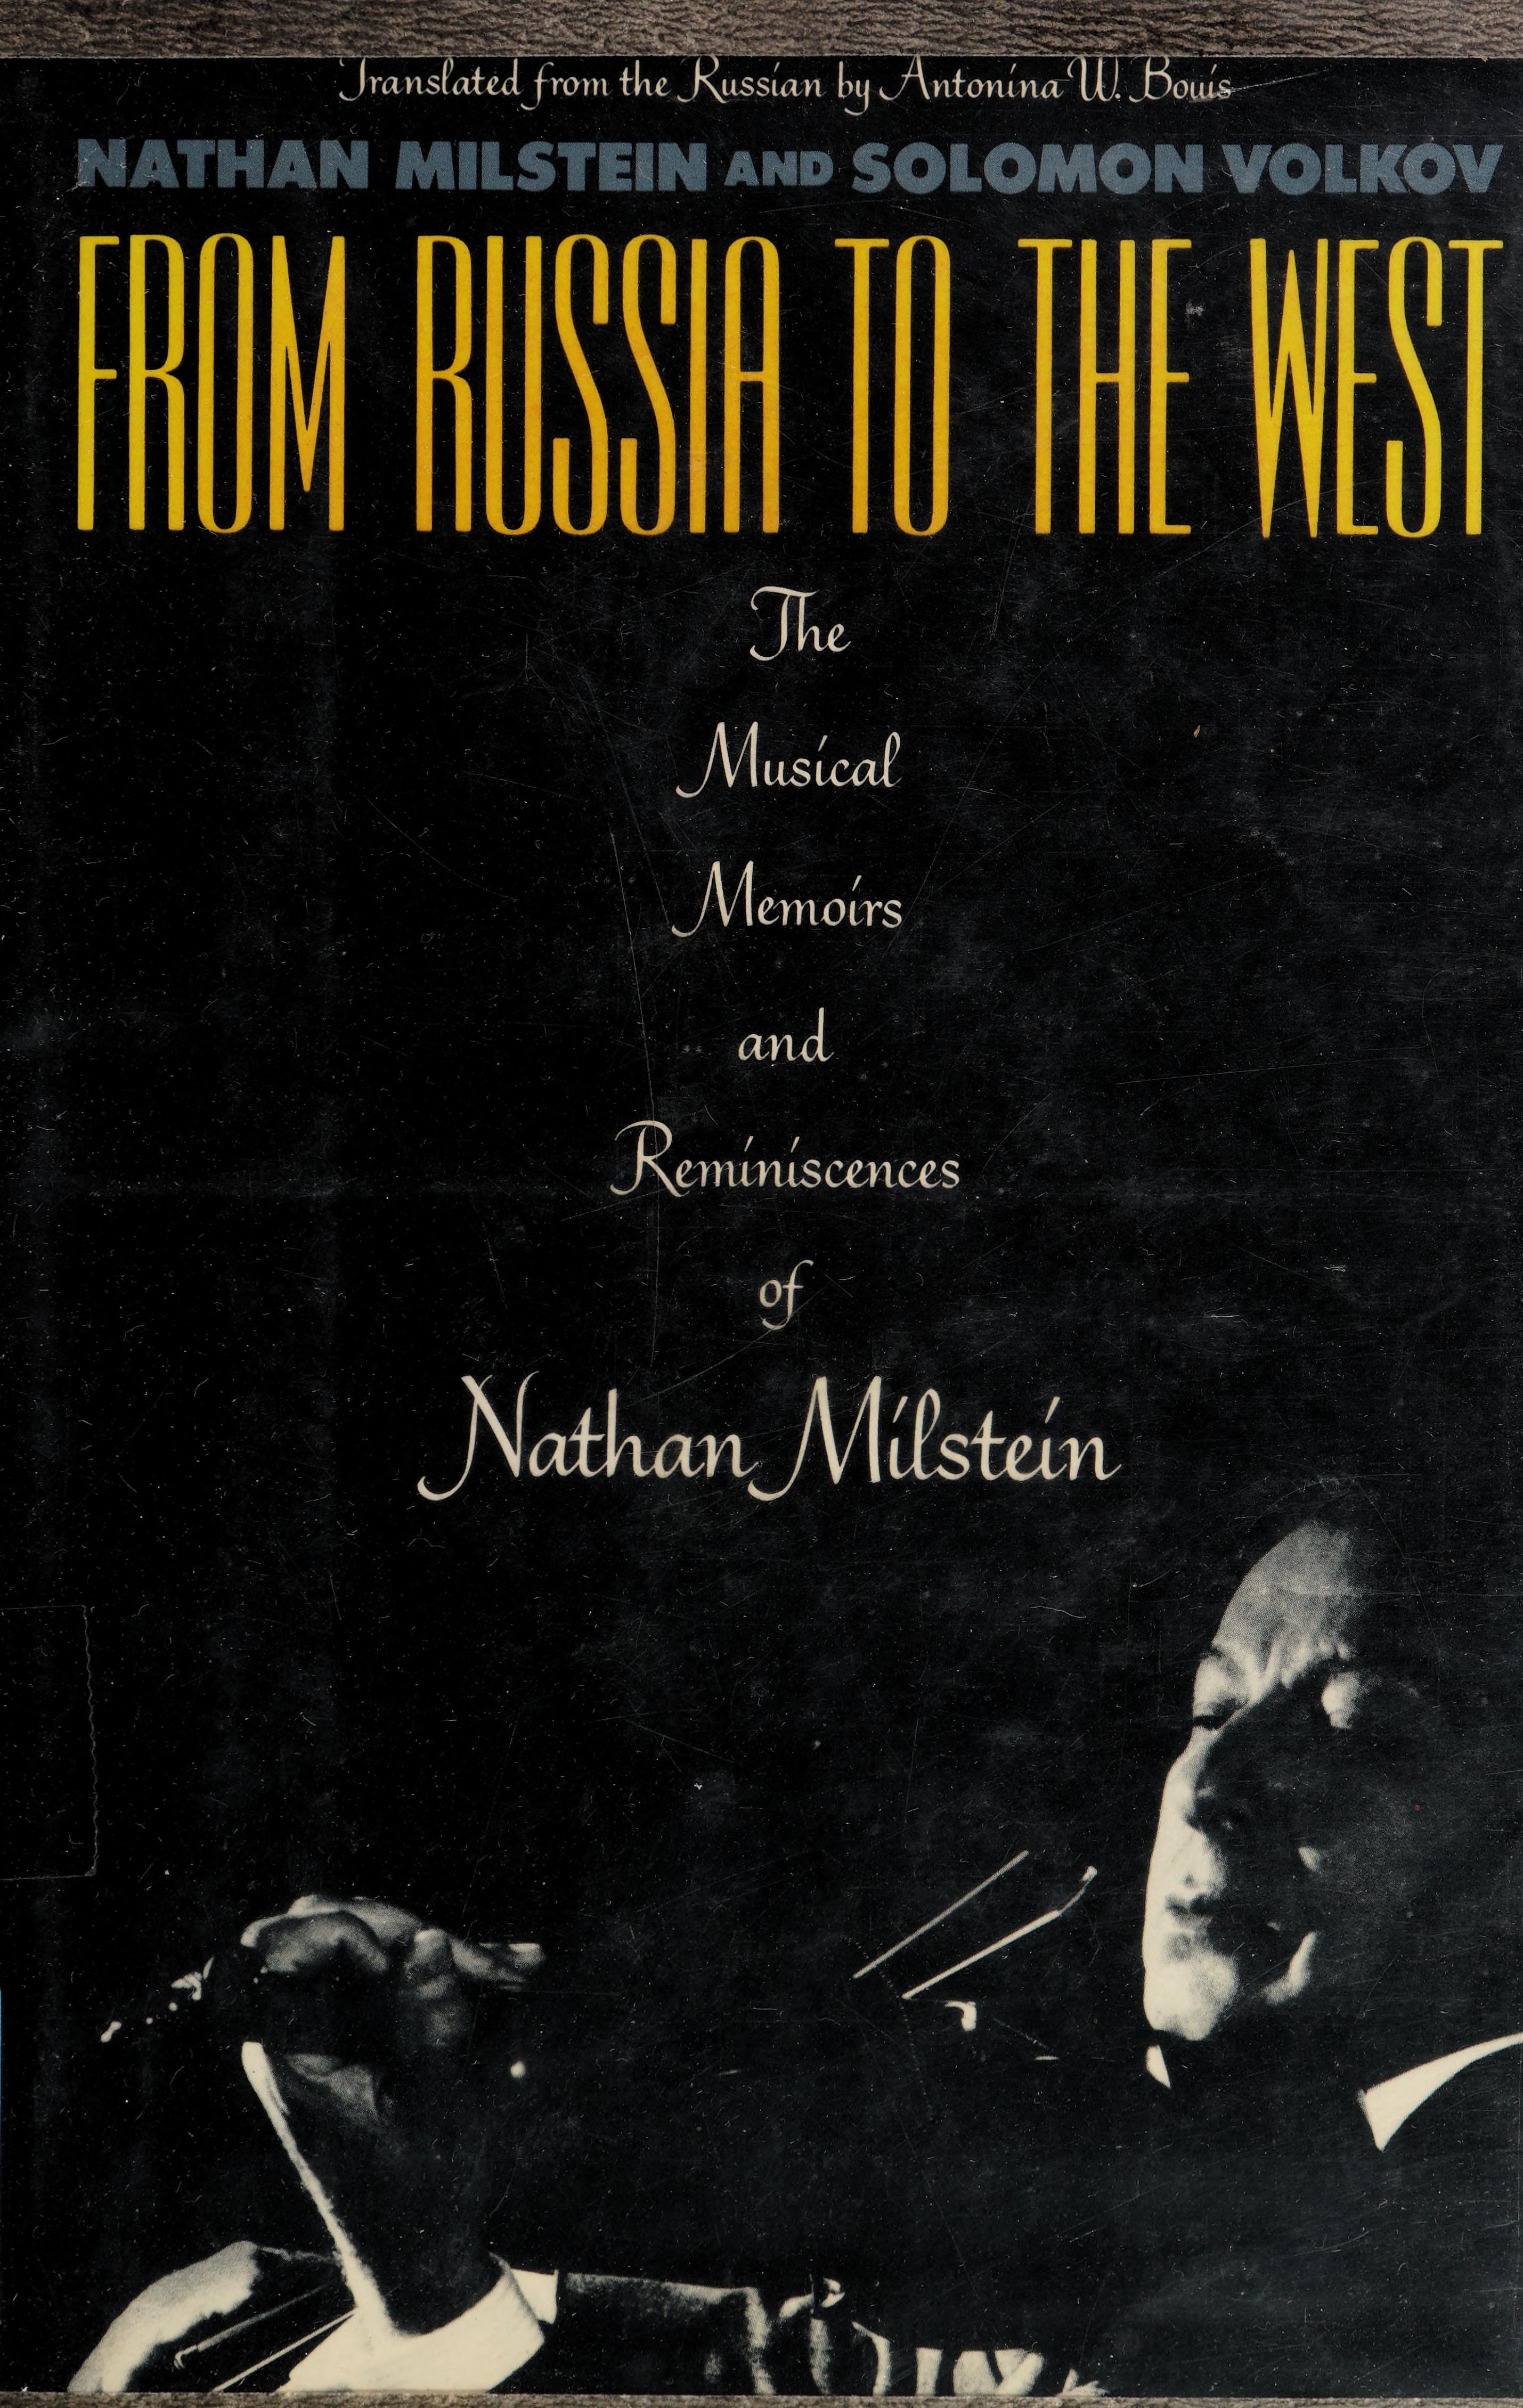 Translated from the Russian by Antonina W. Bouis
NATHAN MILSTEIN AND SOLOMON VOLKOV
FROM RUSSIA TO THE WEST
The
Musical
Memoirs
and
Reminiscences
of
Nathan Milstein